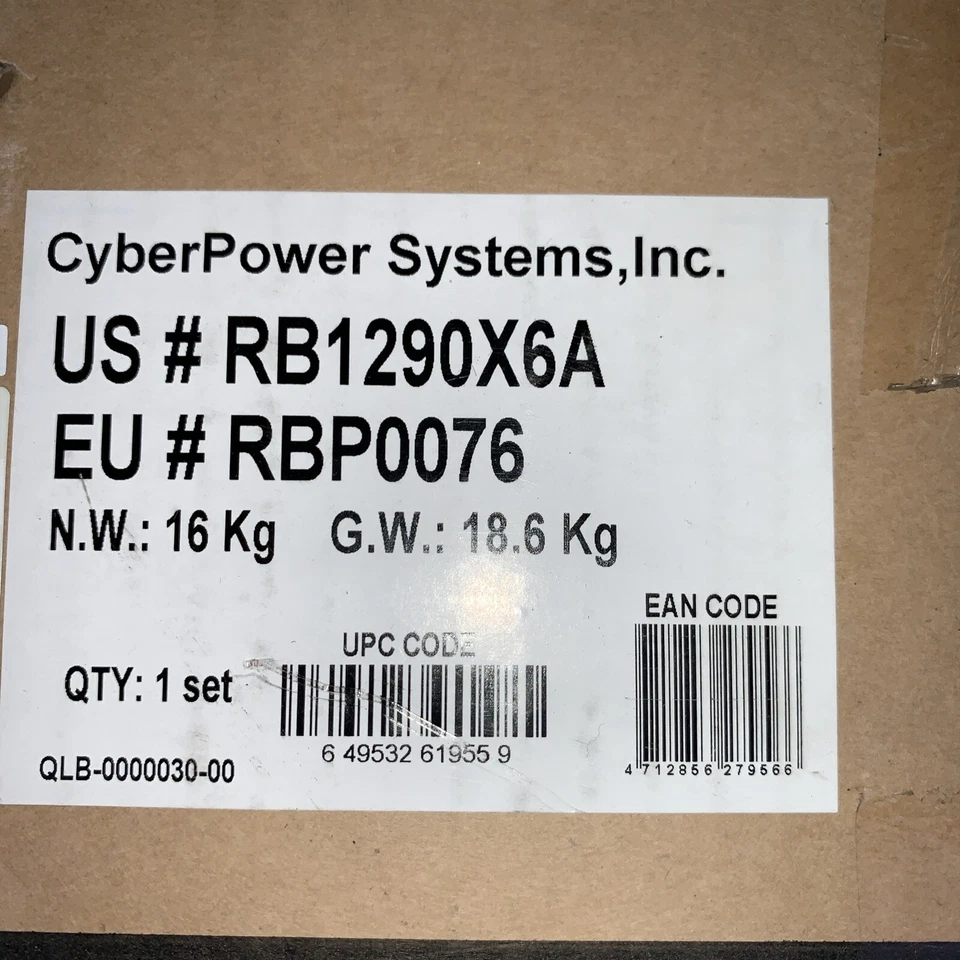 CyberPower Systems,Inc.
US # RB1290X6A
EU # RBP0076
N.W.: 16 Kg G.W.: 18.6 Kg
QTY: 1 set
UPC CODE
6 49532 61955 9
EAN CODE
4 712856 279566
QLB-0000030-00